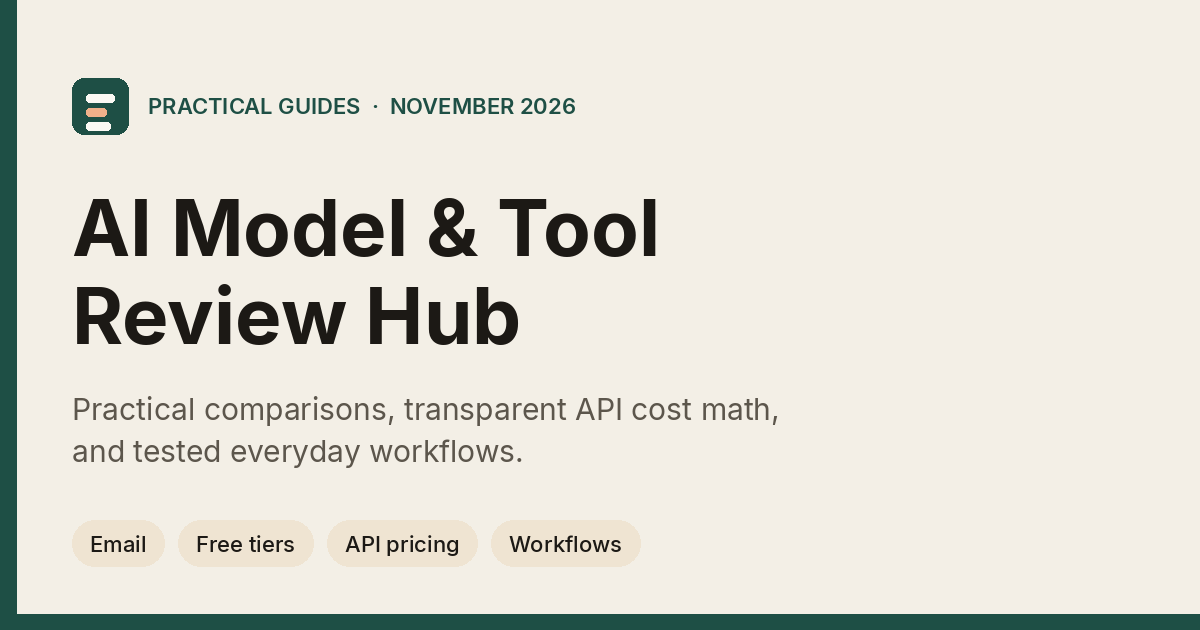 PRACTICAL GUIDES · NOVEMBER 2026
AI Model & Tool
Review Hub
Practical comparisons, transparent API cost math,
and tested everyday workflows.
Email Free tiers API pricing Workflows